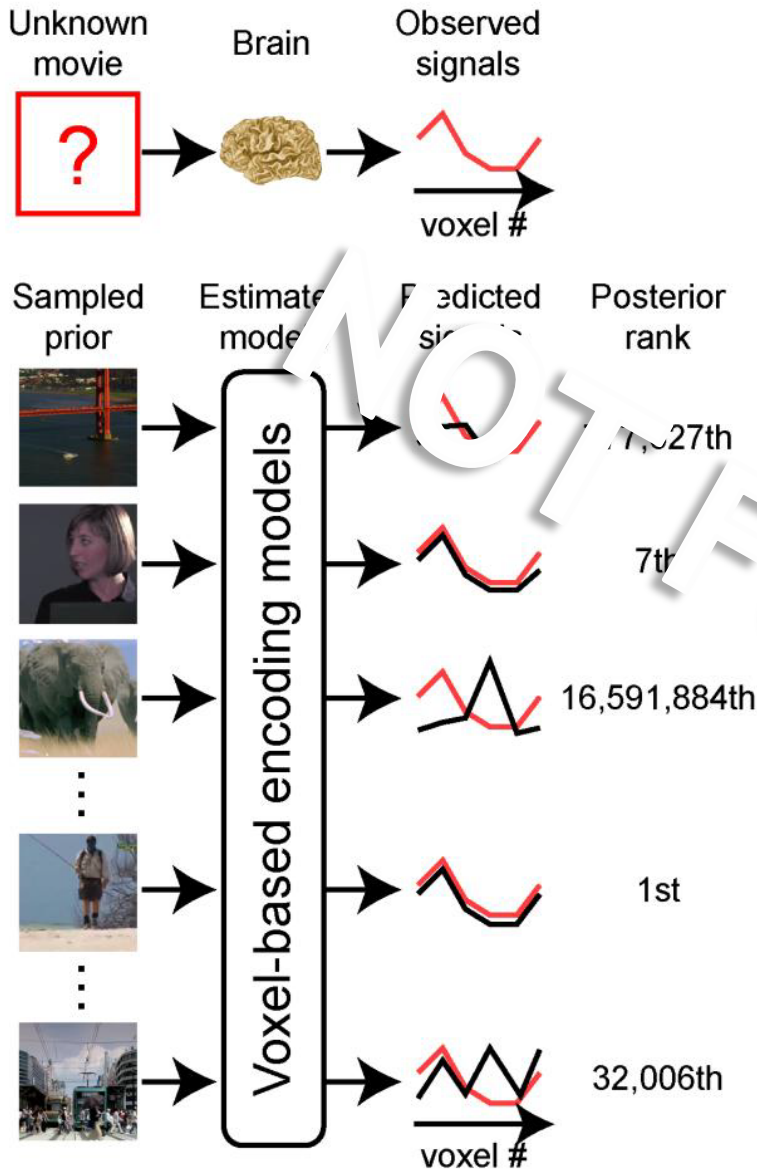 Unknown
movie
Brain
Observed
signals
?
voxel #
Sampled
prior
Posterior
rank
Voxel-based encoding models
7th
16,591,884th
1st
32,006th
voxel #
NOT